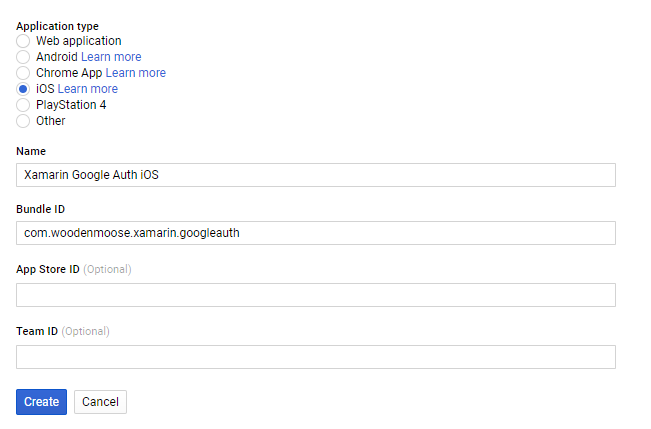 Application type
Web application
Android Learn more
Chrome App Learn more
iOS Learn more
PlayStation 4
Other
Name
Xamarin Google Auth iOS
Bundle ID
com.woodenmoose.xamarin.googleauth
App Store ID (Optional)
Team ID (Optional)
Create Cancel